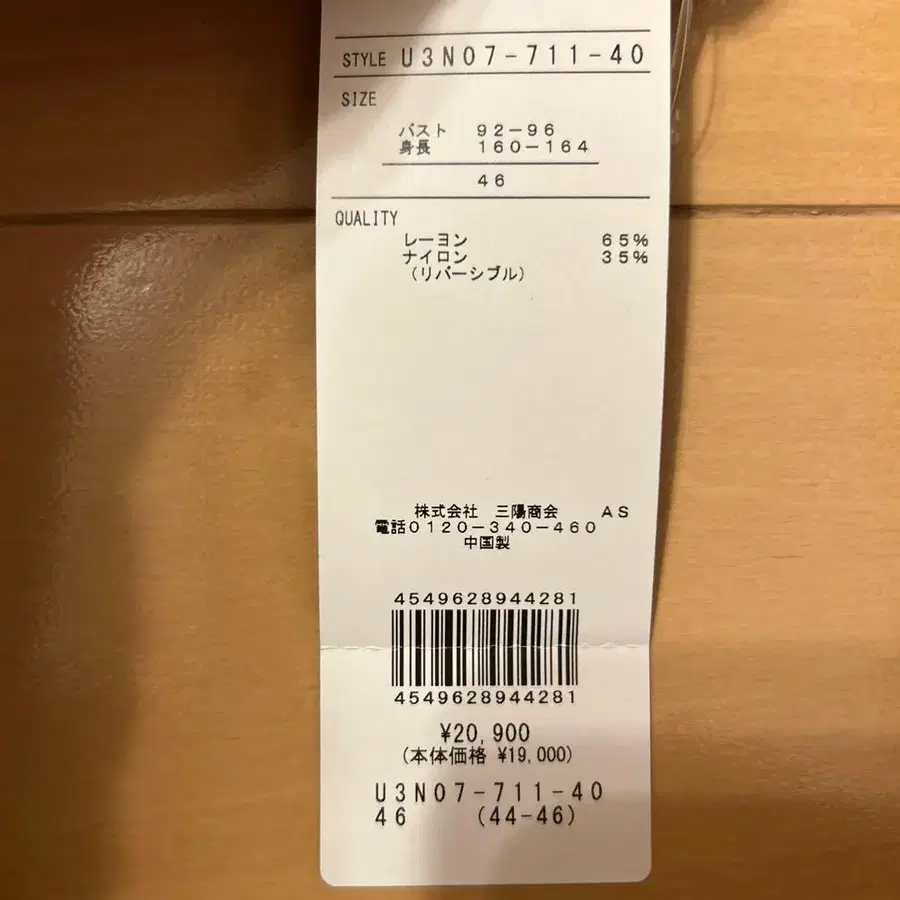 STYLE U3N07-711-40
SIZE
バスト 92-96
身長 160-164
46
QUALITY
レーヨン 65%
ナイロン 35%
(リバーシブル)
株式会社 三陽商会 AS
電話0120-340-460
中国製
4549628944281
4549628944281
¥20,900
(本体価格 ¥19,000)
U3N07-711-40
46 (44-46)